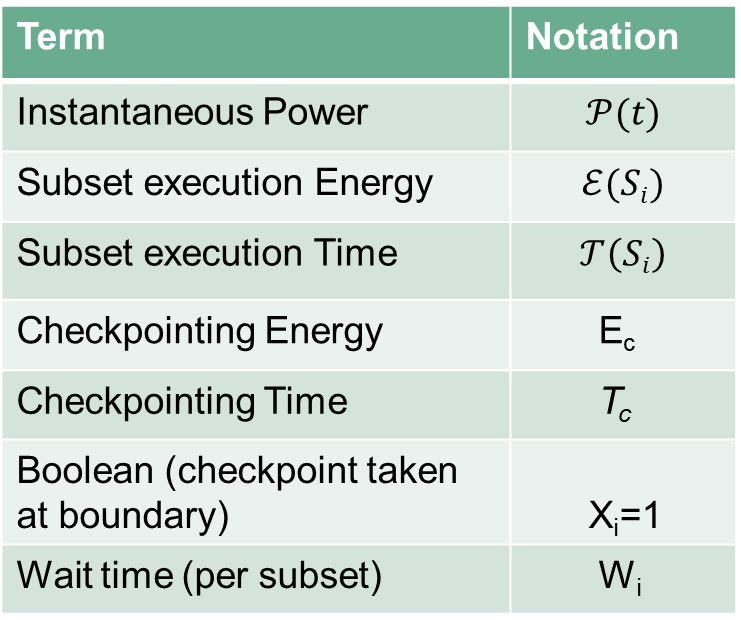 Term Notation
Instantaneous Power 𝒫(t)
Subset execution Energy ℰ(Sᵢ)
Subset execution Time 𝒯(Sᵢ)
Checkpointing Energy E꜀
Checkpointing Time T꜀
Boolean (checkpoint taken
at boundary) Xᵢ=1
Wait time (per subset) Wᵢ